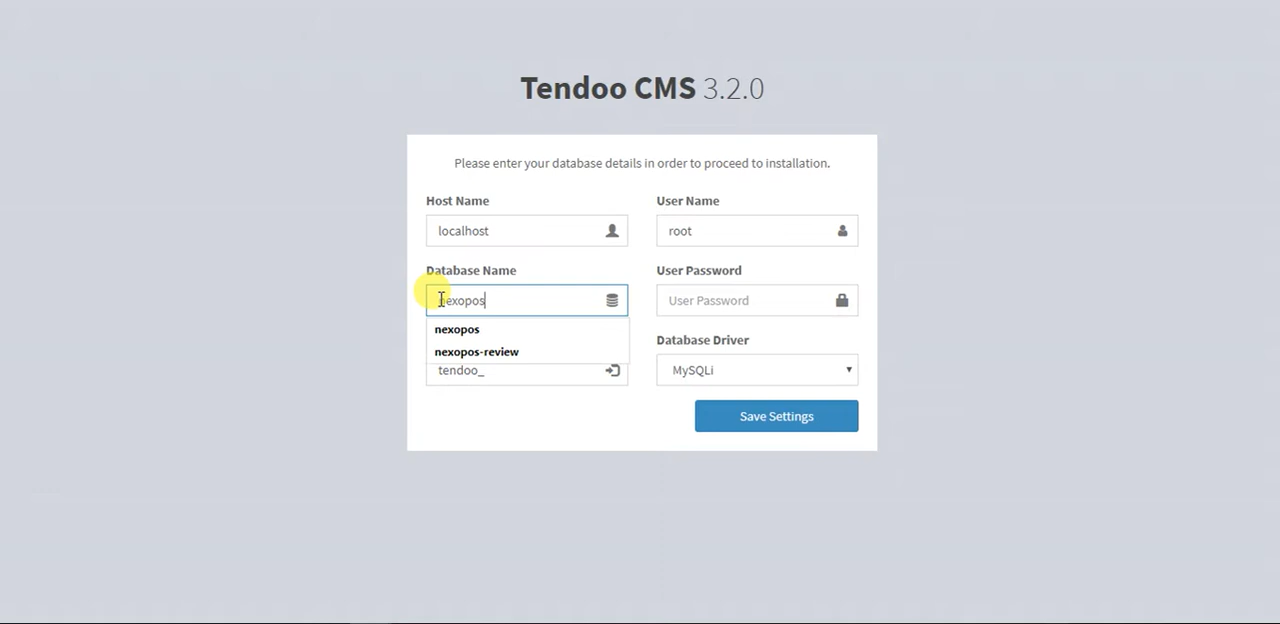 Tendoo CMS 3.2.0
Please enter your database details in order to proceed to installation.
Host Name
User Name
localhost
root
Database Name
User Password
nexopos
User Password
nexopos
nexopos-review
Database Driver
tendoo_
MySQLi
Save Settings